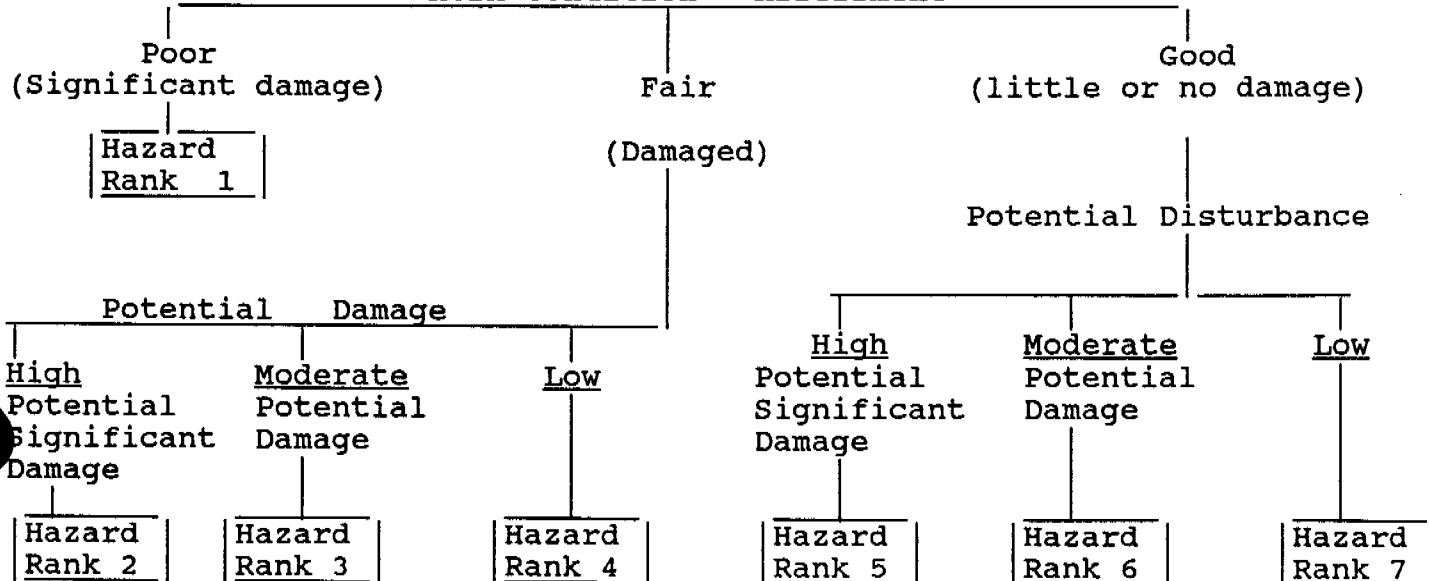 Poor
(Significant damage)
Hazard
Rank 1
Fair
(Damaged)
Good
(little or no damage)
Potential Disturbance
Potential Damage
High
Potential
Significant
Damage
Hazard
Rank 2
Moderate
Potential
Damage
Hazard
Rank 3
Low
Hazard
Rank 4
High
Potential
Significant
Damage
Hazard
Rank 5
Moderate
Potential
Damage
Hazard
Rank 6
Low
Hazard
Rank 7